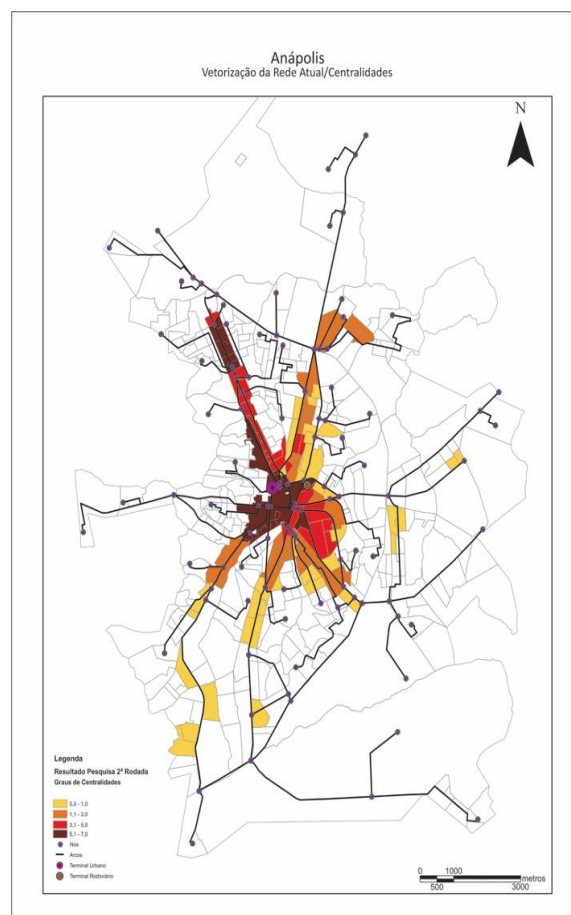 Anápolis
Vetorização da Rede Atual/Centralidades
N
Legenda
Resultado Pesquisa 2ª Rodada
Graus de Centralidades
0,0 - 1,0
1,1 - 3,0
3,1 - 5,0
5,1 - 7,0
Nós
Arcos
Terminal Urbano
Terminal Rodoviário
0 1000
metros
500 3000